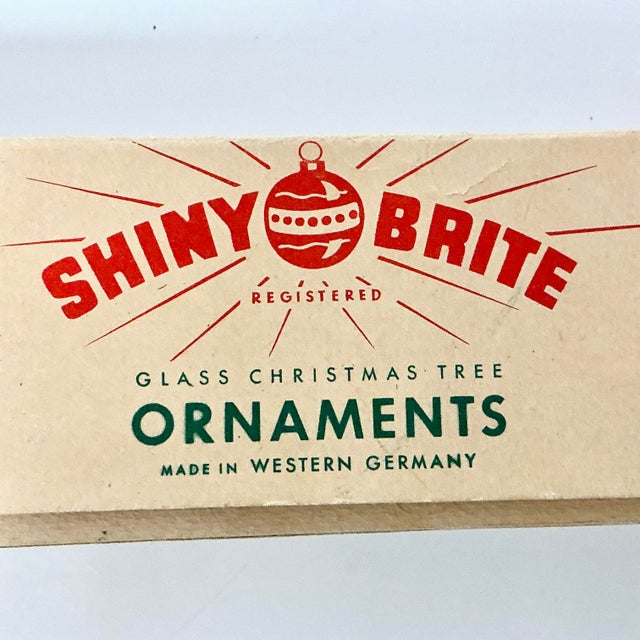 SHINY BRITE
REGISTERED
GLASS CHRISTMAS TREE
ORNAMENTS
MADE IN WESTERN GERMANY